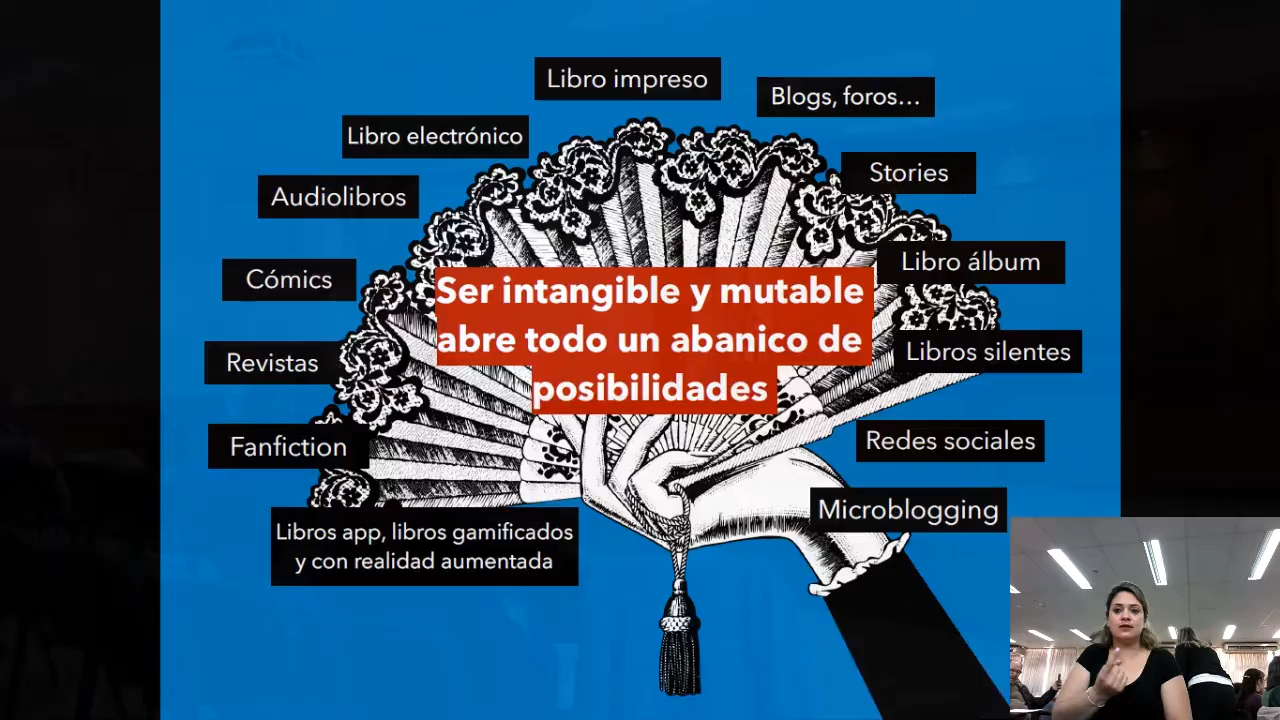 Libro impreso
Blogs, foros...
Libro electrónico
Stories
Audiolibros
Libro álbum
Cómics
Ser intangible y mutable
abre todo un abanico de
posibilidades
Libros silentes
Revistas
Redes sociales
Fanfiction
Microblogging
Libros app, libros gamificados
y con realidad aumentada